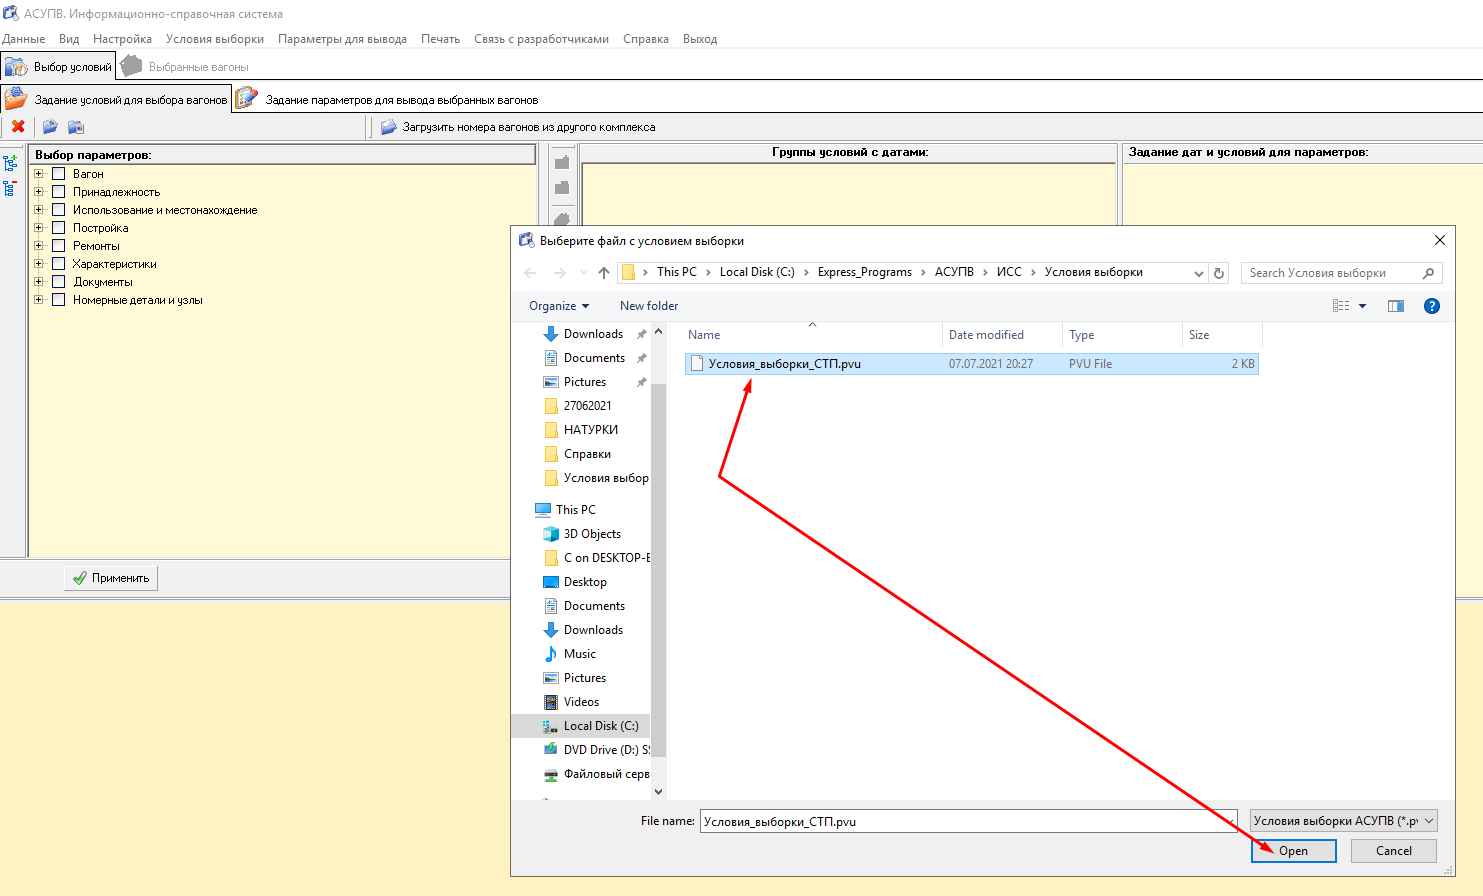 АСУПВ. Информационно-справочная система
Данные Вид Настройка Условия выборки Параметры для вывода Печать Связь с разработчиками Справка Выход
Выбор условий Выбранные вагоны
Задание условий для выбора вагонов Задание параметров для вывода выбранных вагонов
Загрузить номера вагонов из другого комплекса
Выбор параметров: Группы условий с датами: Задание дат и условий для параметров:
Вагон
Принадлежность
Использование и местонахождение
Постройка
Ремонты
Характеристики
Документы
Номерные детали и узлы
Применить
Выберите файл с условием выборки
This PC Local Disk (C:) Express_Programs АСУПВ ИСС Условия выборки Search Условия выборки
Organize New folder
Name Date modified Type Size
Условия_выборки_СТП.pvu 07.07.2021 20:27 PVU File 2 KB
Downloads
Documents
Pictures
27062021
НАТУРКИ
Справки
Условия выбор
This PC
3D Objects
C on DESKTOP-E
Desktop
Documents
Downloads
Music
Pictures
Videos
Local Disk (C:)
DVD Drive (D:) S
Файловый серв
File name: Условия_выборки_СТП.pvu Условия выборки АСУПВ (*.pv
Open Cancel